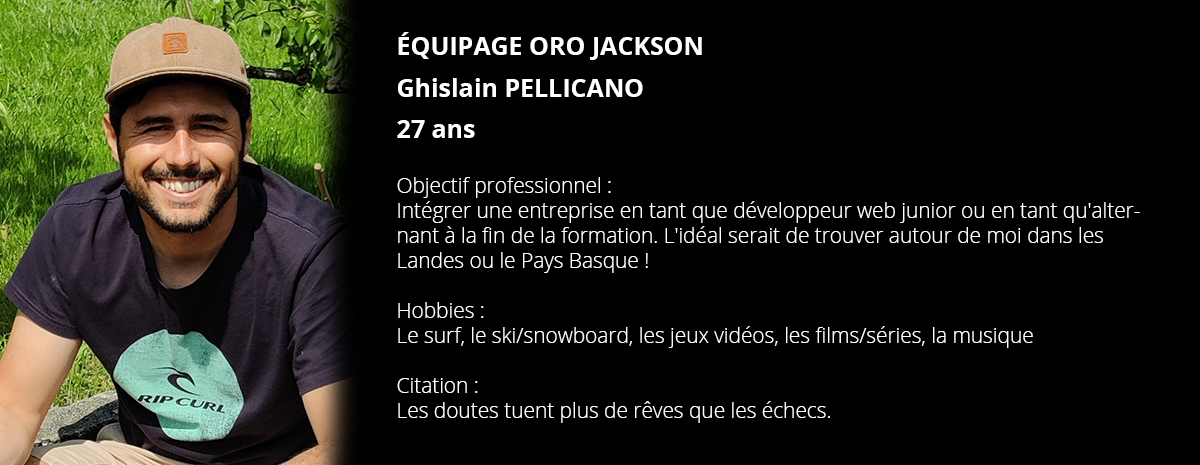 ÉQUIPAGE ORO JACKSON
Ghislain PELLICANO
27 ans
Objectif professionnel :
Intégrer une entreprise en tant que développeur web junior ou en tant qu'alter-
nant à la fin de la formation. L'idéal serait de trouver autour de moi dans les
Landes ou le Pays Basque !
Hobbies :
Le surf, le ski/snowboard, les jeux vidéos, les films/séries, la musique
Citation :
Les doutes tuent plus de rêves que les échecs.
RIP CURL